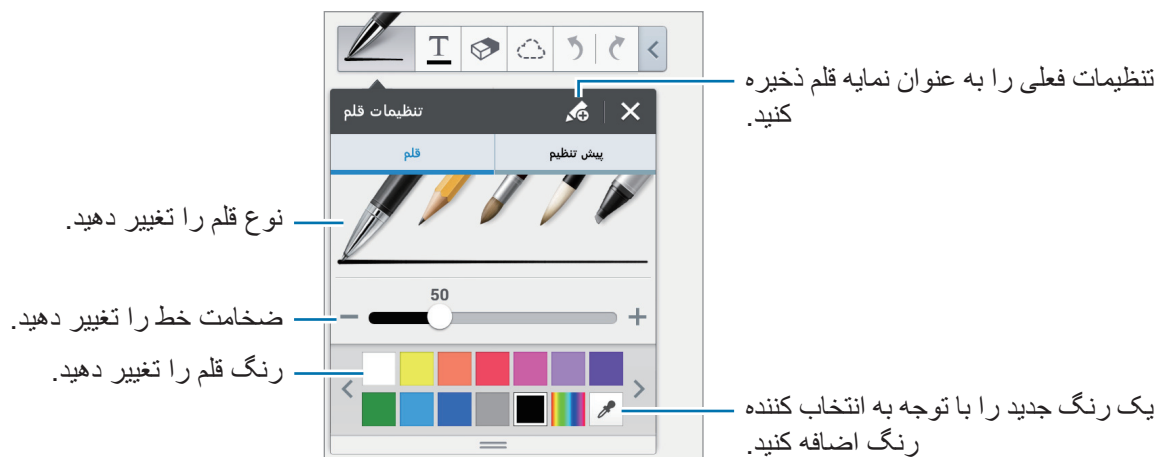 T
تنظیمات فعلی را به عنوان نمایه قلم ذخیره
کنید.
تنظیمات قلم
قلم
پیش تنظیم
نوع قلم را تغییر دهید.
50
ضخامت خط را تغییر دهید.
رنگ قلم را تغییر دهید.
یک رنگ جدید را با توجه به انتخاب کننده
رنگ اضافه کنید.